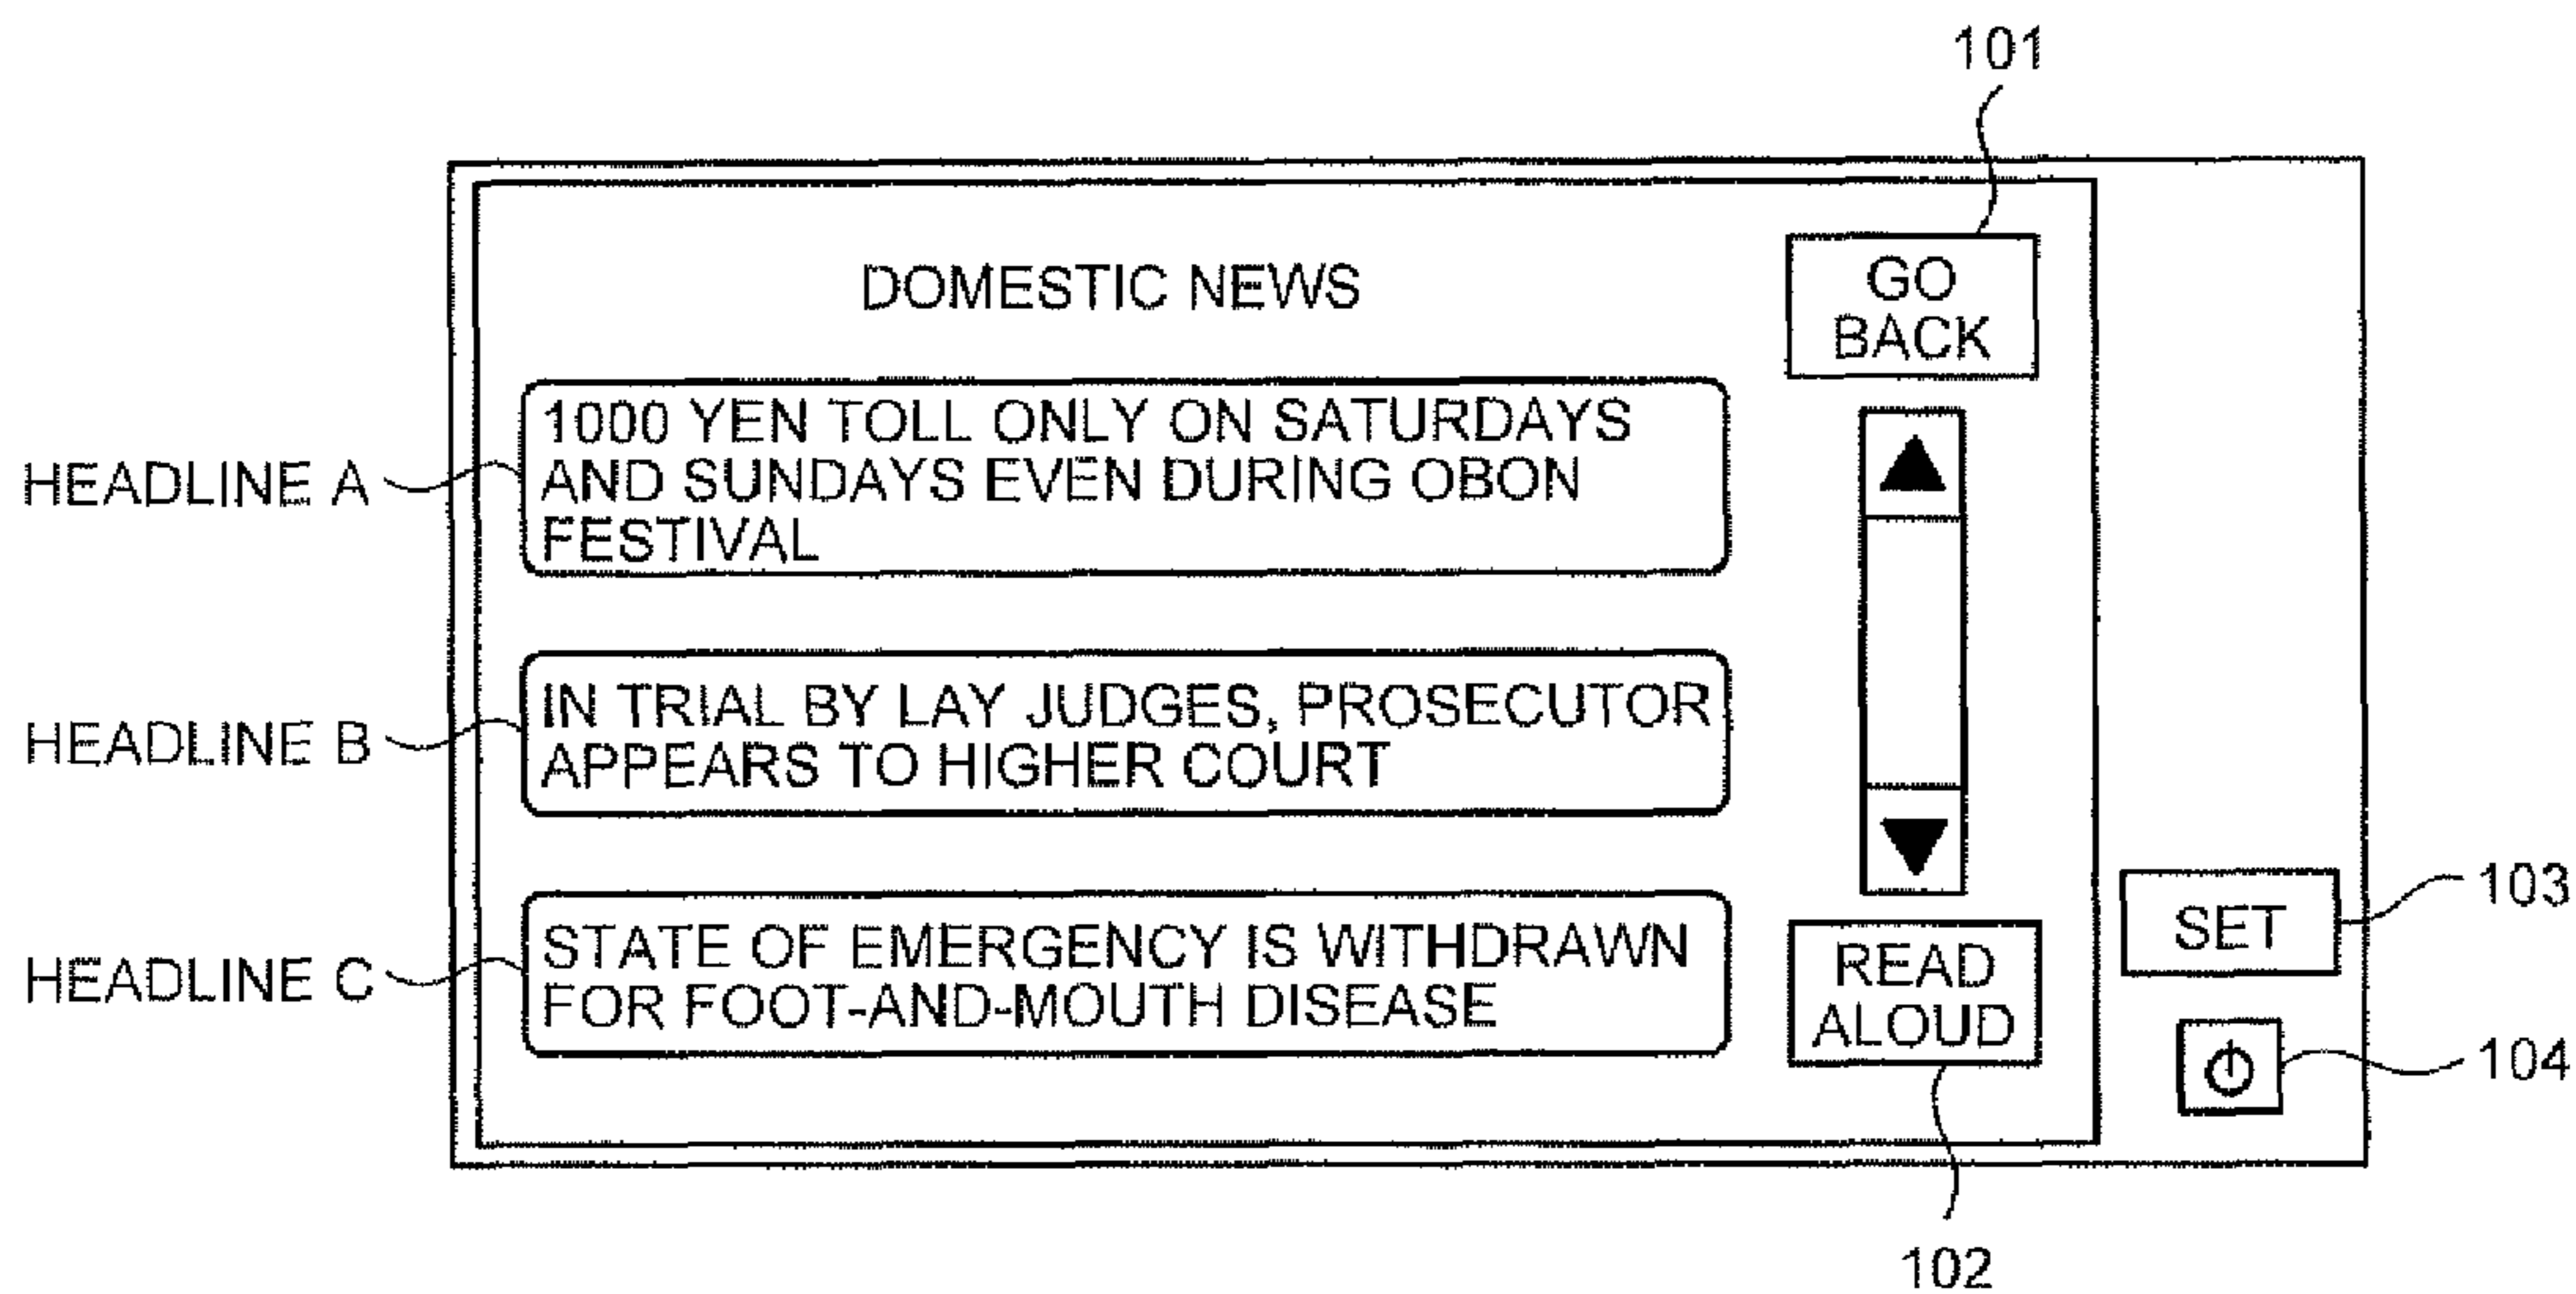 101
DOMESTIC NEWS
GO
BACK
HEADLINE A
1000 YEN TOLL ONLY ON SATURDAYS
AND SUNDAYS EVEN DURING OBON
FESTIVAL
HEADLINE B
IN TRIAL BY LAY JUDGES, PROSECUTOR
APPEARS TO HIGHER COURT
HEADLINE C
STATE OF EMERGENCY IS WITHDRAWN
FOR FOOT-AND-MOUTH DISEASE
READ
ALOUD
SET
103
104
102